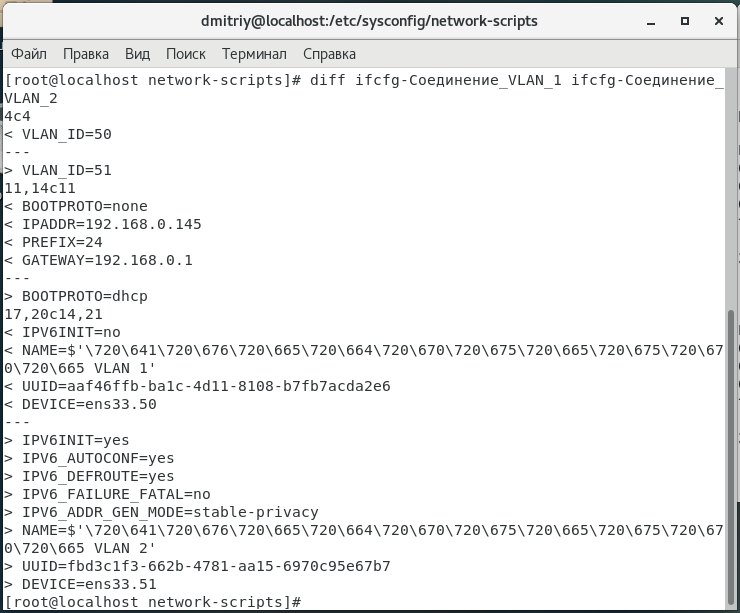 dmitriy@localhost:/etc/sysconfig/network-scripts
Файл Правка Вид Поиск Терминал Справка
[root@localhost network-scripts]# diff ifcfg-Соединение_VLAN_1 ifcfg-Соединение_
VLAN_2
4c4
< VLAN_ID=50
---
> VLAN_ID=51
11,14c11
< BOOTPROTO=none
< IPADDR=192.168.0.145
< PREFIX=24
< GATEWAY=192.168.0.1
---
> BOOTPROTO=dhcp
17,20c14,21
< IPV6INIT=no
< NAME=$'\720\641\720\676\720\665\720\664\720\670\720\675\720\665\720\675\720\67
0\720\665 VLAN 1'
< UUID=aaf46ffb-ba1c-4d11-8108-b7fb7acda2e6
< DEVICE=ens33.50
---
> IPV6INIT=yes
> IPV6_AUTOCONF=yes
> IPV6_DEFROUTE=yes
> IPV6_FAILURE_FATAL=no
> IPV6_ADDR_GEN_MODE=stable-privacy
> NAME=$'\720\641\720\676\720\665\720\664\720\670\720\675\720\665\720\675\720\67
0\720\665 VLAN 2'
> UUID=fbd3c1f3-662b-4781-aa15-6970c95e67b7
> DEVICE=ens33.51
[root@localhost network-scripts]#